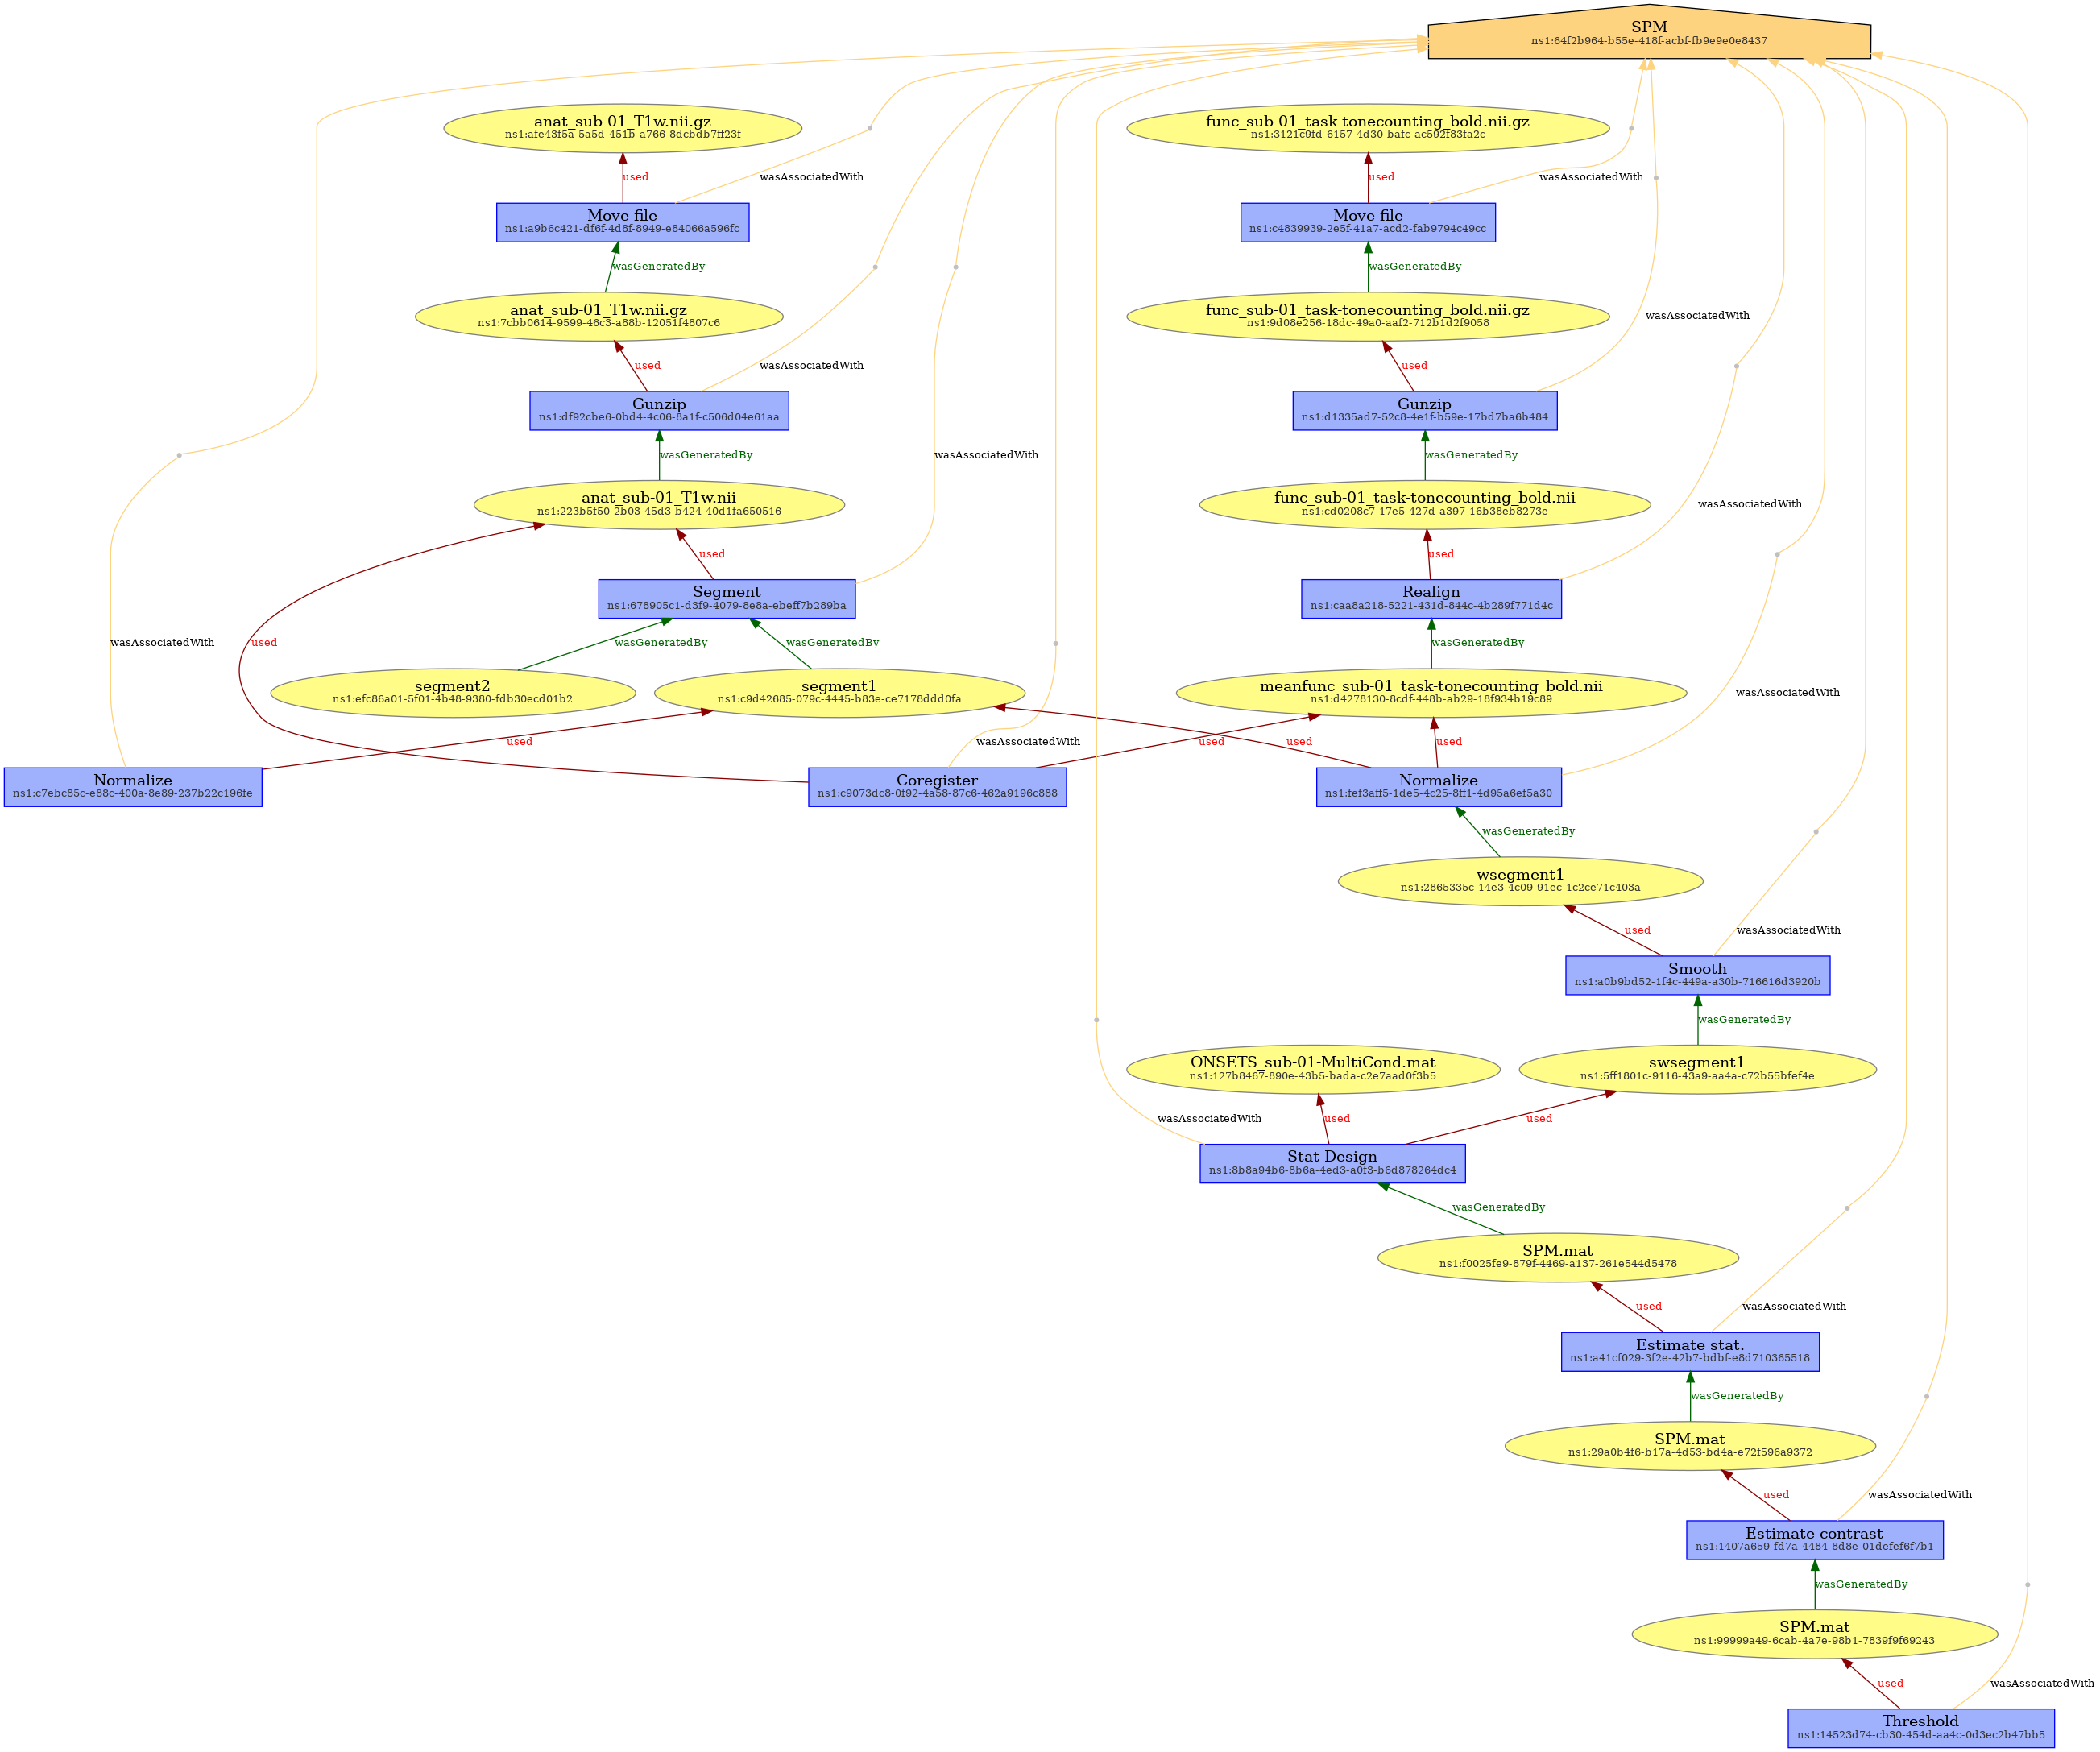 SPM
ns1:64f2b964-b55e-418f-acbf-fb9e9e0e8437
anat_sub-01_T1w.nii.gz
ns1:afe43f5a-5a5d-451b-a766-8dcbdb7ff23f
func_sub-01_task-tonecounting_bold.nii.gz
ns1:3121c9fd-6157-4d30-bafc-ac592f83fa2c
used
wasAssociatedWith
used
wasAssociatedWith
Move file
ns1:a9b6c421-df6f-4d8f-8949-e84066a596fc
Move file
ns1:c4839939-2e5f-41a7-acd2-fab9794c49cc
wasGeneratedBy
wasGeneratedBy
anat_sub-01_T1w.nii.gz
ns1:7cbb0614-9599-46c3-a88b-12051f4807c6
func_sub-01_task-tonecounting_bold.nii.gz
ns1:9d08e256-18dc-49a0-aaf2-712b1d2f9058
wasAssociatedWith
used
wasAssociatedWith
used
Gunzip
ns1:df92cbe6-0bd4-4c06-8a1f-c506d04e61aa
Gunzip
ns1:d1335ad7-52c8-4e1f-b59e-17bd7ba6b484
wasGeneratedBy
wasAssociatedWith
wasGeneratedBy
anat_sub-01_T1w.nii
ns1:223b5f50-2b03-45d3-b424-40d1fa650516
func_sub-01_task-tonecounting_bold.nii
ns1:cd0208c7-17e5-427d-a397-16b38eb8273e
wasAssociatedWith
used
used
Segment
ns1:678905c1-d3f9-4079-8e8a-ebeff7b289ba
Realign
ns1:caa8a218-5221-431d-844c-4b289f771d4c
wasAssociatedWith
used
wasGeneratedBy
wasGeneratedBy
wasGeneratedBy
segment2
ns1:efc86a01-5f01-4b48-9380-fdb30ecd01b2
segment1
ns1:c9d42685-079c-4445-b83e-ce7178ddd0fa
meanfunc_sub-01_task-tonecounting_bold.nii
ns1:d4278130-8cdf-448b-ab29-18f934b19c89
wasAssociatedWith
used
wasAssociatedWith
used
used
used
Normalize
ns1:c7ebc85c-e88c-400a-8e89-237b22c196fe
Coregister
ns1:c9073dc8-0f92-4a58-87c6-462a9196c888
Normalize
ns1:fef3aff5-1de5-4c25-8ff1-4d95a6ef5a30
wasGeneratedBy
wsegment1
ns1:2865335c-14e3-4c09-91ec-1c2ce71c403a
used
wasAssociatedWith
Smooth
ns1:a0b9bd52-1f4c-449a-a30b-716616d3920b
wasGeneratedBy
ONSETS_sub-01-MultiCond.mat
ns1:127b8467-890e-43b5-bada-c2e7aad0f3b5
swsegment1
ns1:5ff1801c-9116-43a9-aa4a-c72b55bfef4e
wasAssociatedWith
used
used
Stat Design
ns1:8b8a94b6-8b6a-4ed3-a0f3-b6d878264dc4
wasGeneratedBy
SPM.mat
ns1:f0025fe9-879f-4469-a137-261e544d5478
used
wasAssociatedWith
Estimate stat.
ns1:a41cf029-3f2e-42b7-bdbf-e8d710365518
wasGeneratedBy
SPM.mat
ns1:29a0b4f6-b17a-4d53-bd4a-e72f596a9372
used
wasAssociatedWith
Estimate contrast
ns1:1407a659-fd7a-4484-8d8e-01defef6f7b1
wasGeneratedBy
SPM.mat
ns1:99999a49-6cab-4a7e-98b1-7839f9f69243
used
wasAssociatedWith
Threshold
ns1:14523d74-cb30-454d-aa4c-0d3ec2b47bb5